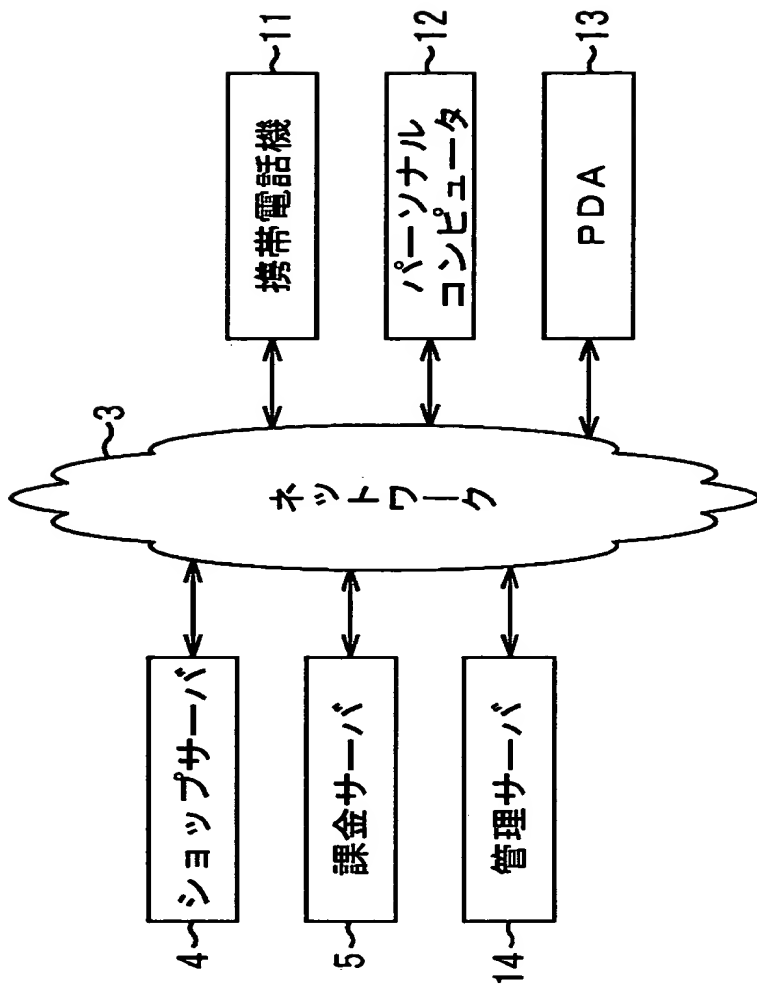 携帯電話機
~11
パーソナル
コンピュータ
~12
PDA
~13
ネットワーク
3
ショップサーバ
4~
課金サーバ
5~
管理サーバ
14~